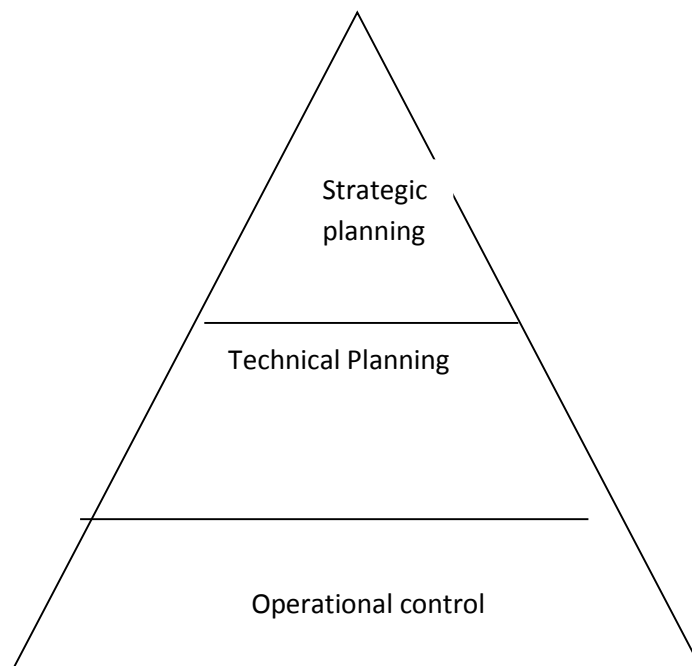 Strategic
planning
Technical Planning
Operational control